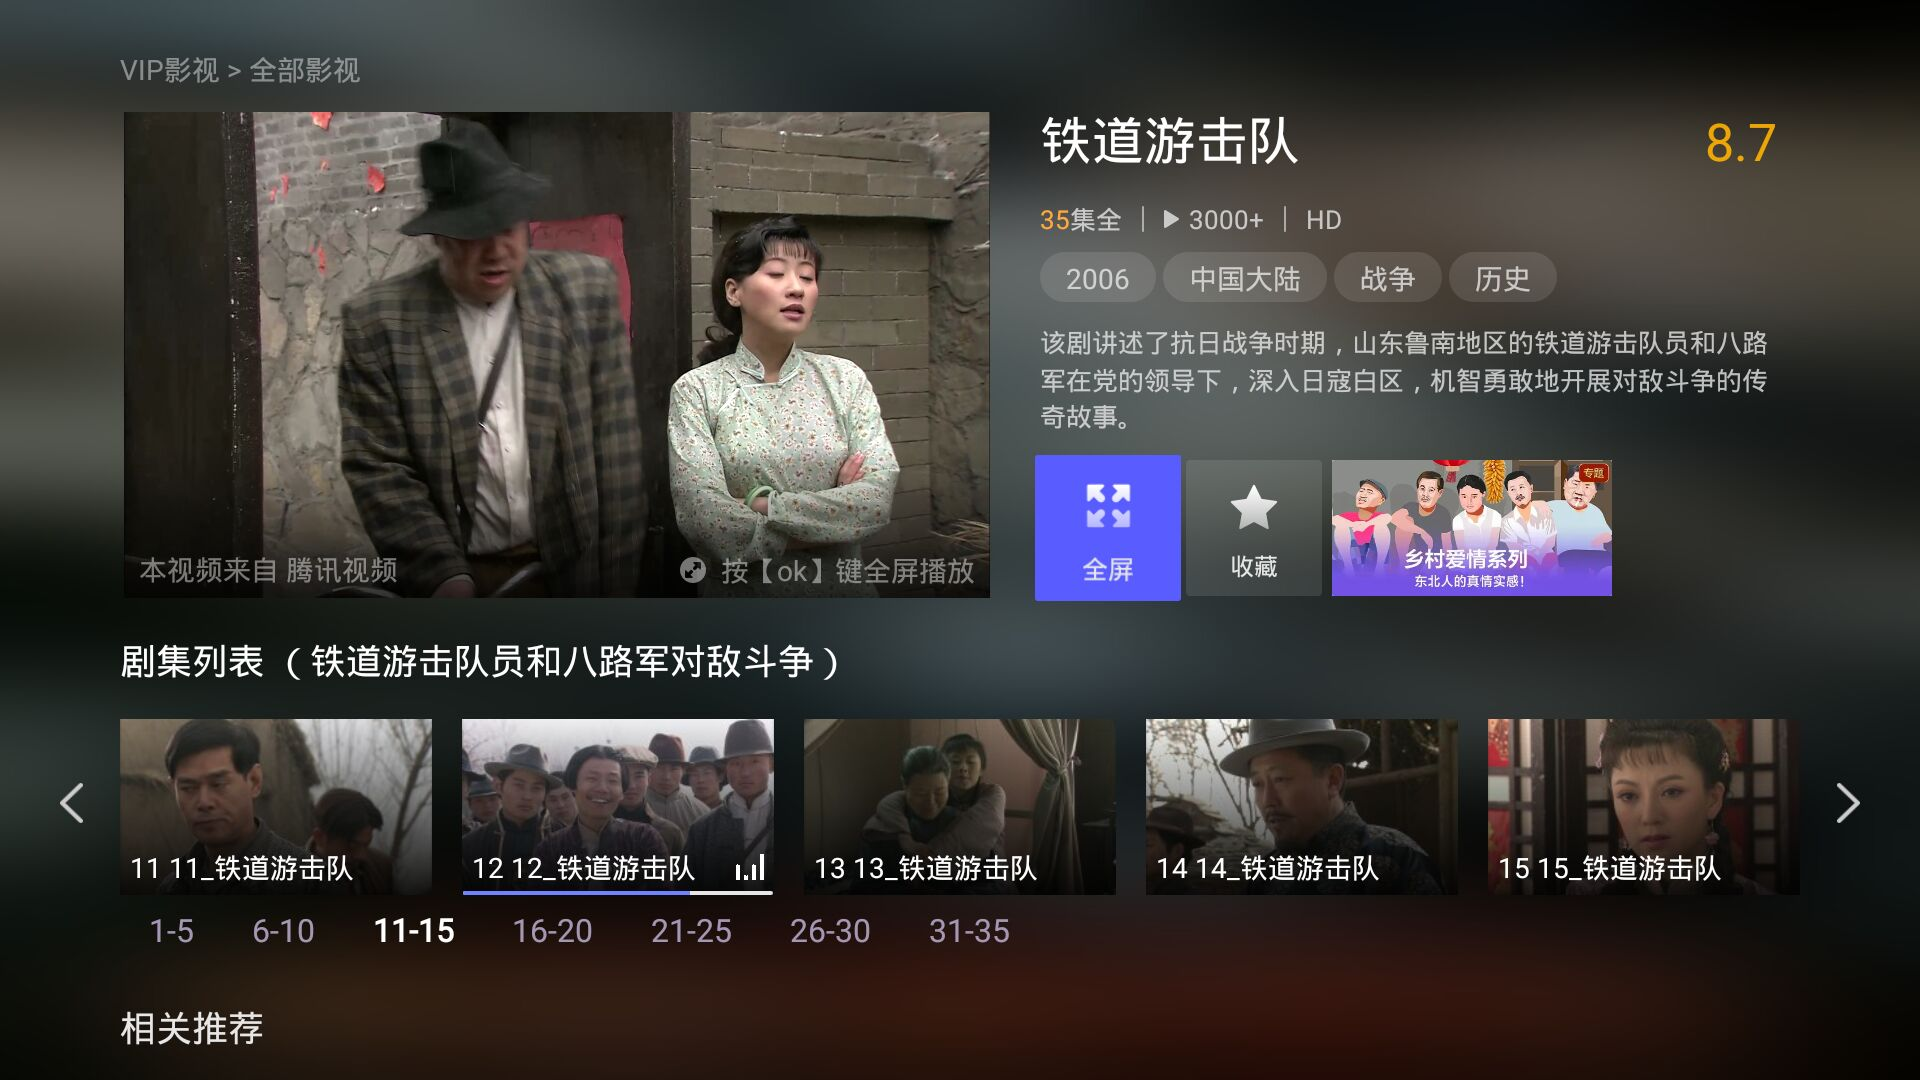 VIP影视 > 全部影视
铁道游击队
8.7
35集全 | 3000+ | HD
2006 中国大陆 战争 历史
该剧讲述了抗日战争时期，山东鲁南地区的铁道游击队员和八路
军在党的领导下，深入日寇白区，机智勇敢地开展对敌斗争的传
奇故事。
本视频来自 腾讯视频
按【ok】键全屏播放
全屏
收藏
专题
乡村爱情系列
东北人的真情实感！
剧集列表 （铁道游击队员和八路军对敌斗争）
11 11_铁道游击队
12 12_铁道游击队
13 13_铁道游击队
14 14_铁道游击队
15 15_铁道游击队
1-5 6-10 11-15 16-20 21-25 26-30 31-35
相关推荐